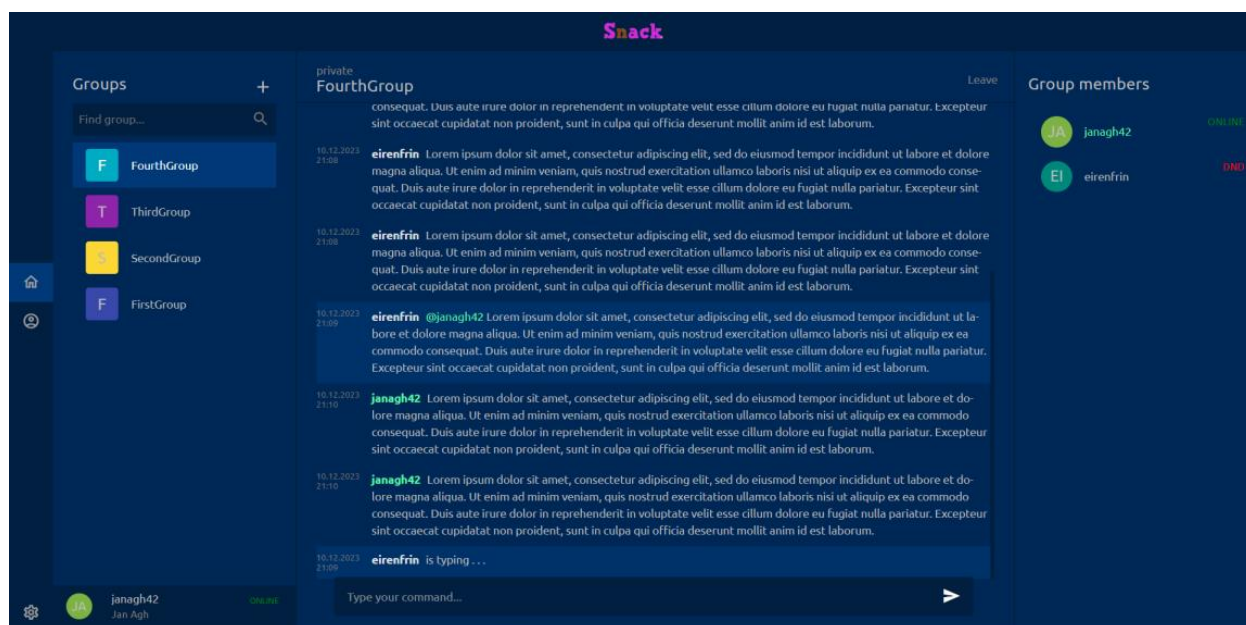 Snack
Groups
+
Find group...
F FourthGroup
T ThirdGroup
S SecondGroup
F FirstGroup
janagh42
Jan Agh
ONLINE
JA
private
FourthGroup
Leave
consequat. Duis aute irure dolor in reprehenderit in voluptate velit esse cillum dolore eu fugiat nulla pariatur. Excepteur
sint occaecat cupidatat non proident, sunt in culpa qui officia deserunt mollit anim id est laborum.
10.12.2023
21:08
eirenfrin Lorem ipsum dolor sit amet, consectetur adipiscing elit, sed do eiusmod tempor incididunt ut labore et dolore
magna aliqua. Ut enim ad minim veniam, quis nostrud exercitation ullamco laboris nisi ut aliquip ex ea commodo conse-
quat. Duis aute irure dolor in reprehenderit in voluptate velit esse cillum dolore eu fugiat nulla pariatur. Excepteur sint
occaecat cupidatat non proident, sunt in culpa qui officia deserunt mollit anim id est laborum.
10.12.2023
21:08
eirenfrin Lorem ipsum dolor sit amet, consectetur adipiscing elit, sed do eiusmod tempor incididunt ut labore et dolore
magna aliqua. Ut enim ad minim veniam, quis nostrud exercitation ullamco laboris nisi ut aliquip ex ea commodo conse-
quat. Duis aute irure dolor in reprehenderit in voluptate velit esse cillum dolore eu fugiat nulla pariatur. Excepteur sint
occaecat cupidatat non proident, sunt in culpa qui officia deserunt mollit anim id est laborum.
10.12.2023
21:09
eirenfrin @janagh42 Lorem ipsum dolor sit amet, consectetur adipiscing elit, sed do eiusmod tempor incididunt ut la-
bore et dolore magna aliqua. Ut enim ad minim veniam, quis nostrud exercitation ullamco laboris nisi ut aliquip ex ea
commodo consequat. Duis aute irure dolor in reprehenderit in voluptate velit esse cillum dolore eu fugiat nulla pariatur.
Excepteur sint occaecat cupidatat non proident, sunt in culpa qui officia deserunt mollit anim id est laborum.
10.12.2023
21:10
janagh42 Lorem ipsum dolor sit amet, consectetur adipiscing elit, sed do eiusmod tempor incididunt ut labore et do-
lore magna aliqua. Ut enim ad minim veniam, quis nostrud exercitation ullamco laboris nisi ut aliquip ex ea commodo
consequat. Duis aute irure dolor in reprehenderit in voluptate velit esse cillum dolore eu fugiat nulla pariatur. Excepteur
sint occaecat cupidatat non proident, sunt in culpa qui officia deserunt mollit anim id est laborum.
10.12.2023
21:10
janagh42 Lorem ipsum dolor sit amet, consectetur adipiscing elit, sed do eiusmod tempor incididunt ut labore et do-
lore magna aliqua. Ut enim ad minim veniam, quis nostrud exercitation ullamco laboris nisi ut aliquip ex ea commodo
consequat. Duis aute irure dolor in reprehenderit in voluptate velit esse cillum dolore eu fugiat nulla pariatur. Excepteur
sint occaecat cupidatat non proident, sunt in culpa qui officia deserunt mollit anim id est laborum.
10.12.2023
21:09
eirenfrin is typing . . .
Type your command...
Group members
JA janagh42 ONLINE
EI eirenfrin DND